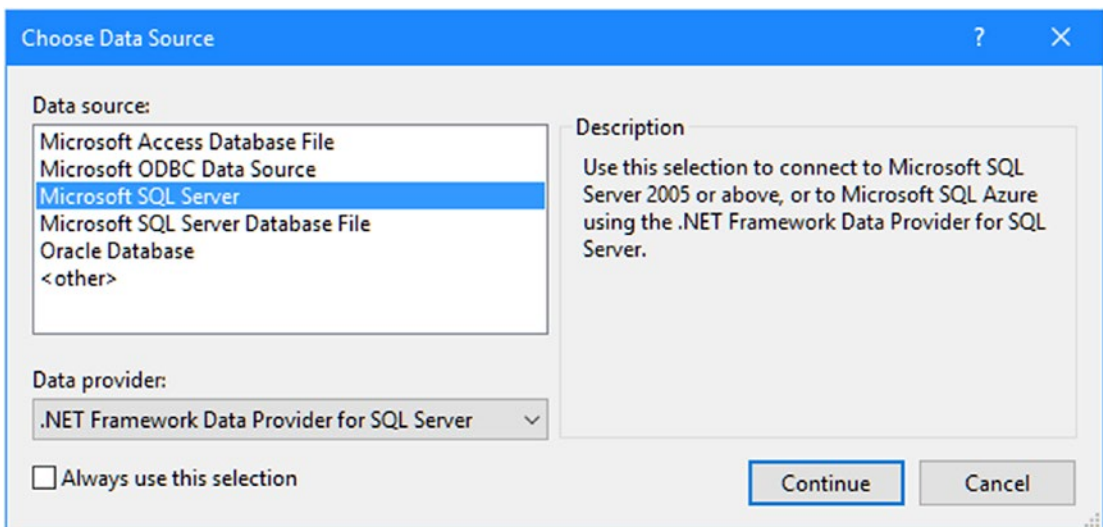 Choose Data Source
?
Data source:
Microsoft Access Database File
Microsoft ODBC Data Source
Microsoft SQL Server
Microsoft SQL Server Database File
Oracle Database
<other>
Data provider:
.NET Framework Data Provider for SQL Server
Always use this selection
Description
Use this selection to connect to Microsoft SQL
Server 2005 or above, or to Microsoft SQL Azure
using the .NET Framework Data Provider for SQL
Server.
Continue
Cancel